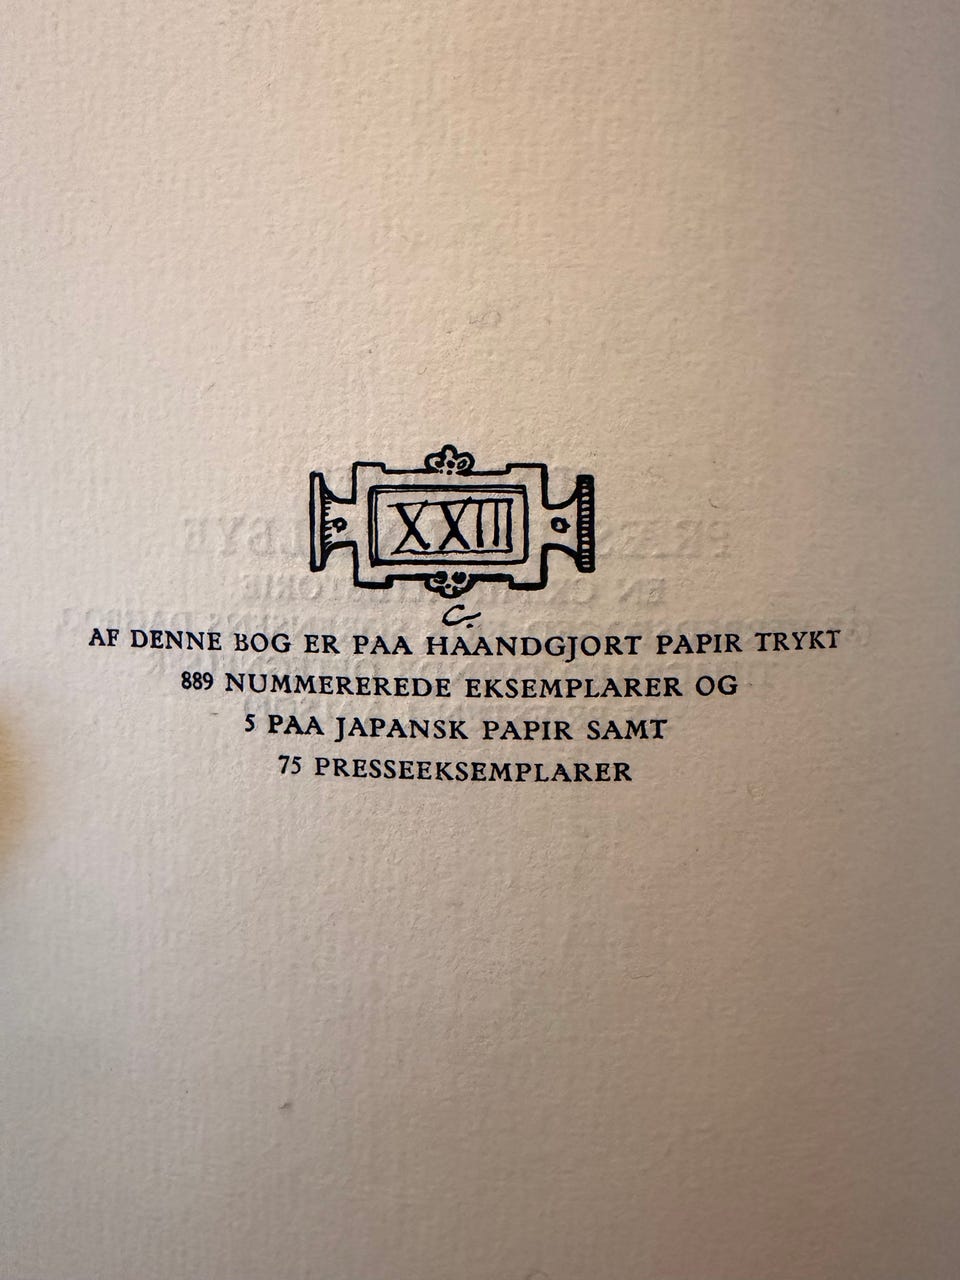 XXIII
AF DENNE BOG ER PAA HAANDGJORT PAPIR TRYKT
889 NUMMEREREDE EKSEMPLARER OG
5 PAA JAPANSK PAPIR SAMT
75 PRESSEEKSEMPLARER